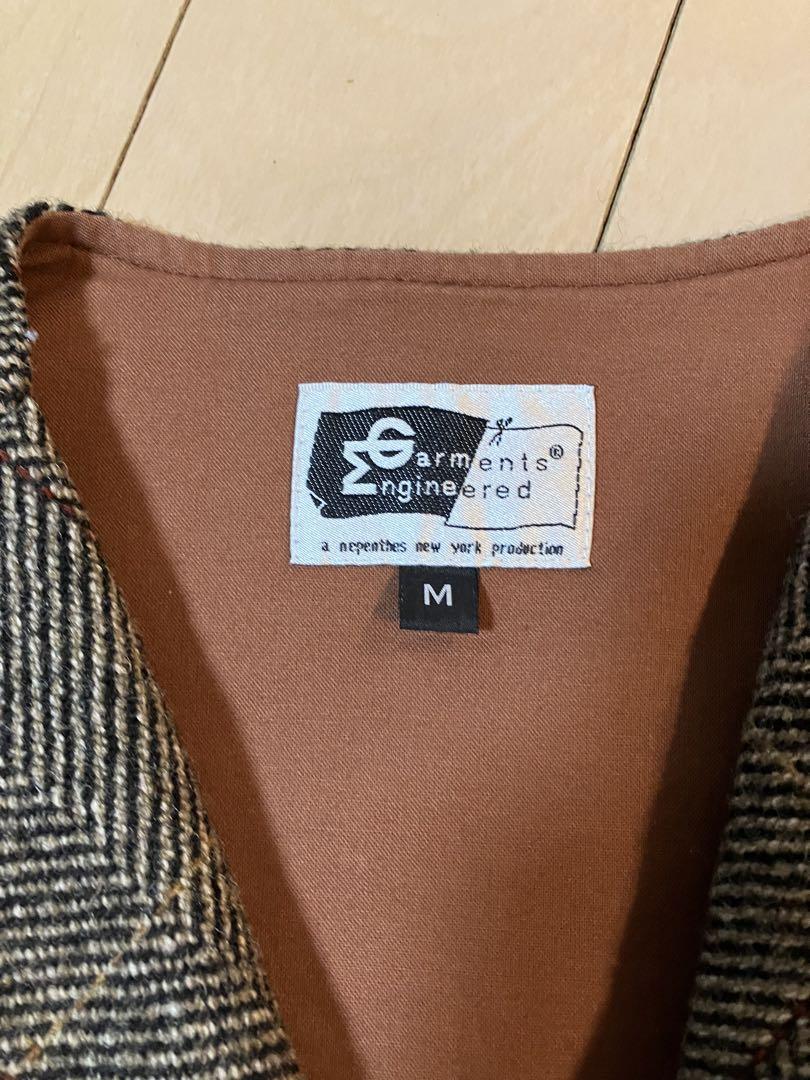 Garments®
Engineered
a nepenthes new york production
M